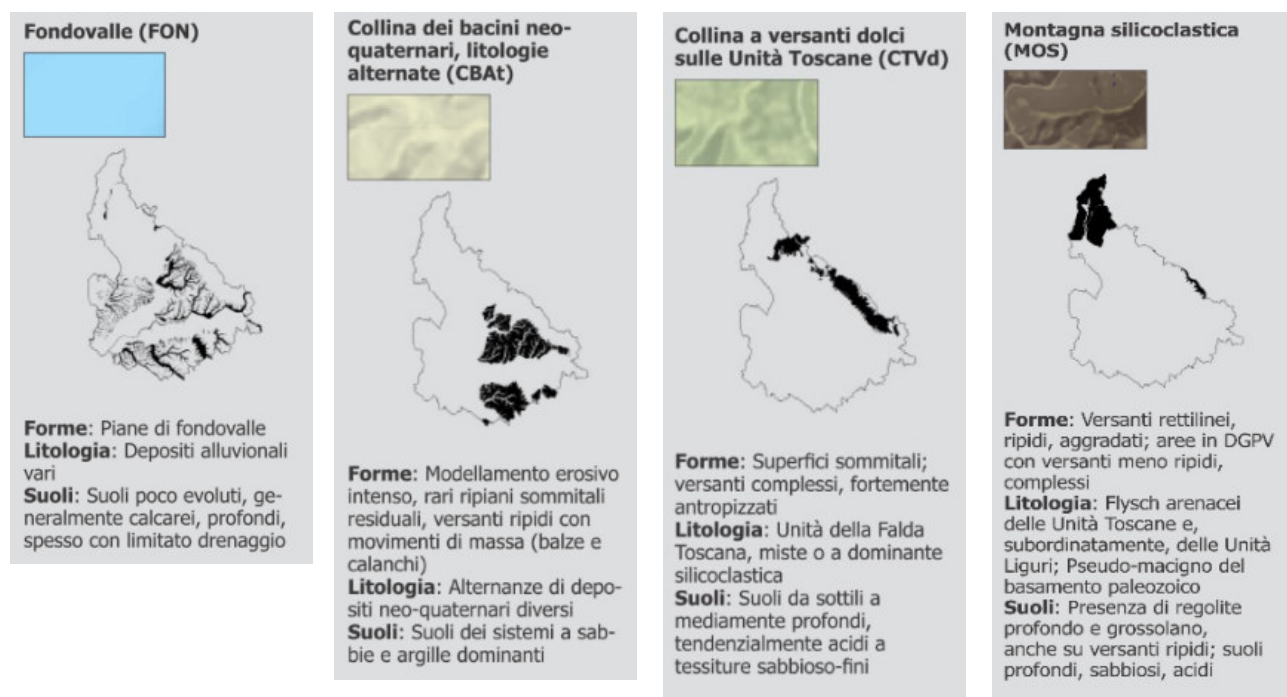 Fondovalle (FON)
Forme: Piane di fondovalle
Litologia: Depositi alluvionali
vari
Suoli: Suoli poco evoluti, ge-
neralmente calcarei, profondi,
spesso con limitato drenaggio
Collina dei bacini neo-
quaternari, litologie
alternate (CBAt)
Forme: Modellamento erosivo
intenso, rari ripiani sommitali
residuali, versanti ripidi con
movimenti di massa (balze e
calanchi)
Litologia: Alternanze di depo-
siti neo-quaternari diversi
Suoli: Suoli dei sistemi a sab-
bie e argille dominanti
Collina a versanti dolci
sulle Unità Toscane (CTVd)
Forme: Superfici sommitali;
versanti complessi, fortemente
antropizzati
Litologia: Unità della Falda
Toscana, miste o a dominante
silicoclastica
Suoli: Suoli da sottili a
mediamente profondi,
tendenzialmente acidi a
tessiture sabbioso-fini
Montagna silicoclastica
(MOS)
Forme: Versanti rettilinei,
ripidi, aggradati; aree in DGPV
con versanti meno ripidi,
complessi
Litologia: Flysch arenacei
delle Unità Toscane e,
subordinatamente, delle Unità
Liguri; Pseudo-macigno del
basamento paleozoico
Suoli: Presenza di regolite
profondo e grossolano,
anche su versanti ripidi; suoli
profondi, sabbiosi, acidi